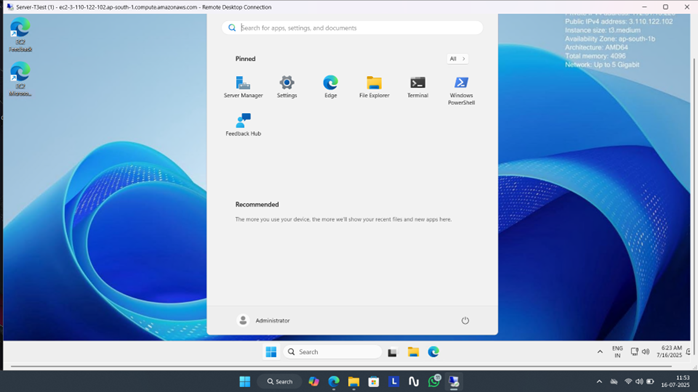 Server-T3est (1) - ec2-3-110-122-102.ap-south-1.compute.amazonaws.com - Remote Desktop Connection
Public IPv4 address: 3.110.122.102
Instance size: t3.medium
Availability Zone: ap-south-1b
Architecture: AMD64
Total memory: 4096
Network: Up to 5 Gigabit
EC2
Feedback
EC2
Search for apps, settings, and documents
Pinned
All
Server Manager
Settings
Edge
File Explorer
Terminal
Windows PowerShell
Feedback Hub
Recommended
The more you use your device, the more we'll show your recent files and new apps here.
Administrator
Search
ENG
IN
6:23 AM
7/16/2025
Search
11:53
16-07-2025